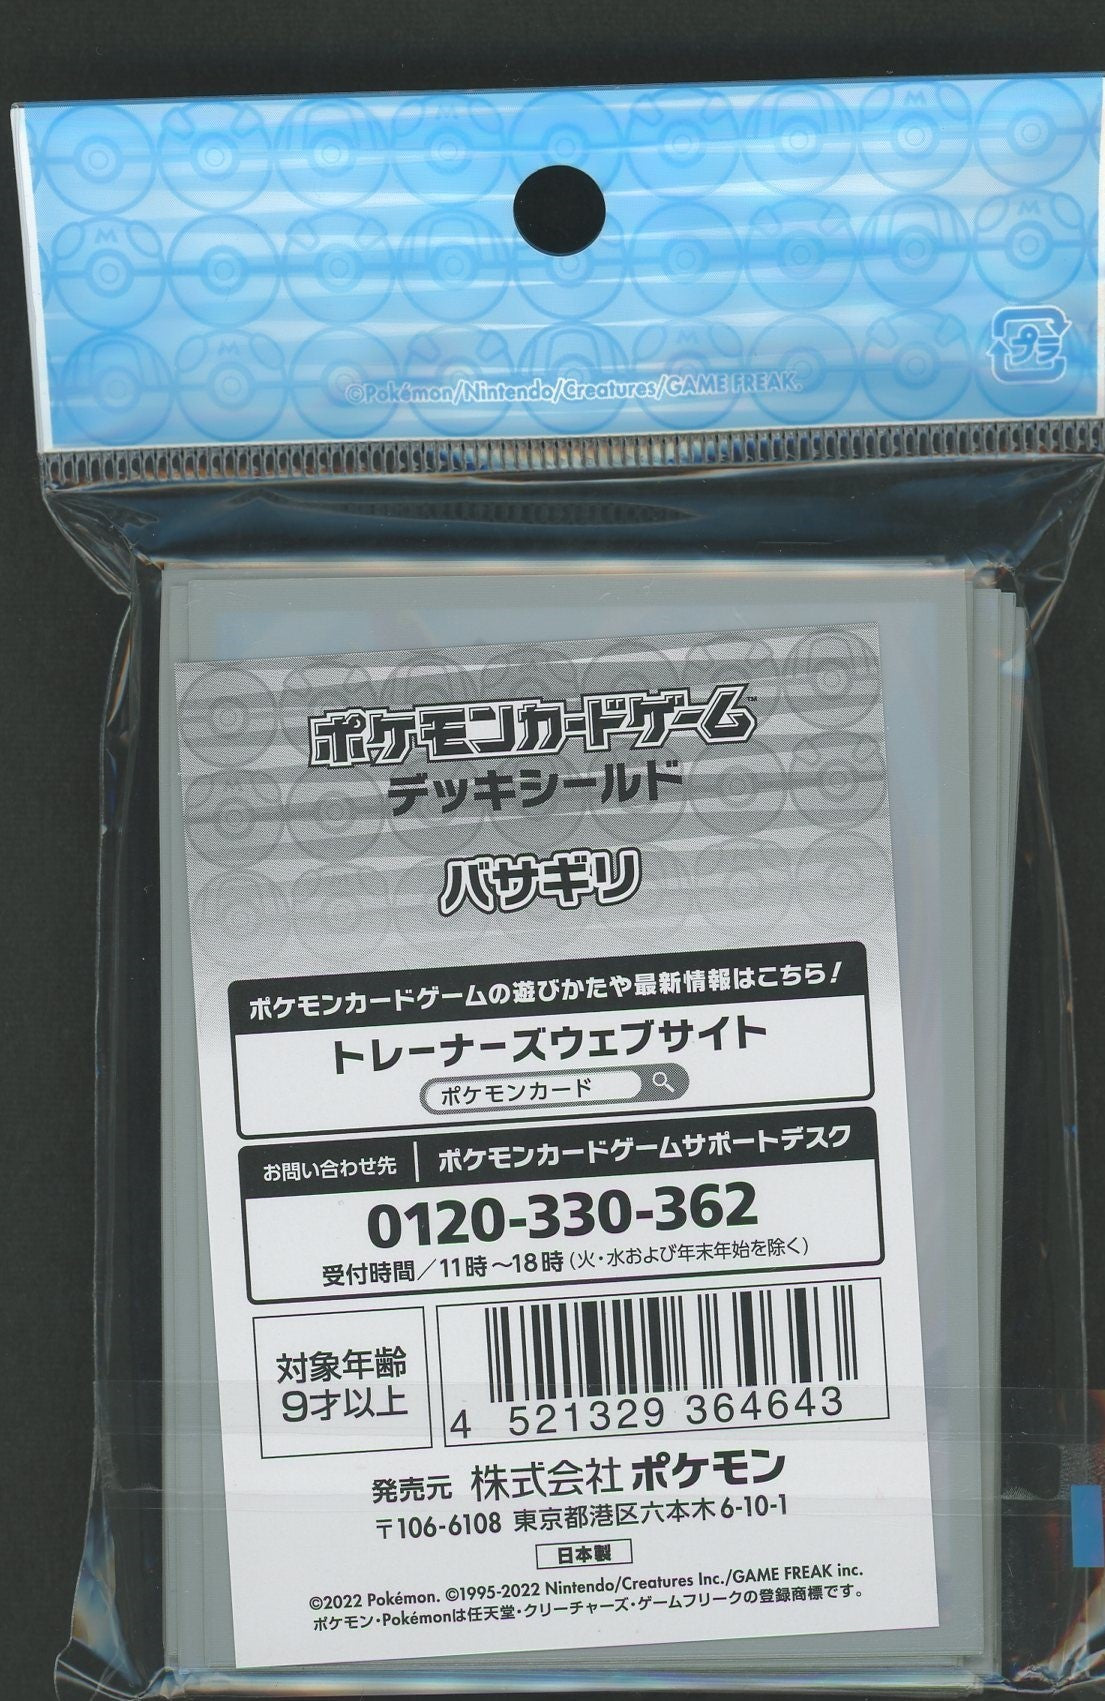 ©Pokémon/Nintendo/Creatures/GAME FREAK.
プラ
ポケモンカードゲーム™
デッキシールド
バサギリ
ポケモンカードゲームの遊びかたや最新情報はこちら!
トレーナーズウェブサイト
ポケモンカード
お問い合わせ先 ポケモンカードゲームサポートデスク
0120-330-362
受付時間/11時~18時(火・水および年末年始を除く)
対象年齢
9才以上
4 521329 364643
発売元 株式会社ポケモン
〒106-6108 東京都港区六本木6-10-1
日本製
©2022 Pokémon. ©1995-2022 Nintendo/Creatures Inc./GAME FREAK inc.
ポケモン・Pokémonは任天堂・クリーチャーズ・ゲームフリークの登録商標です。